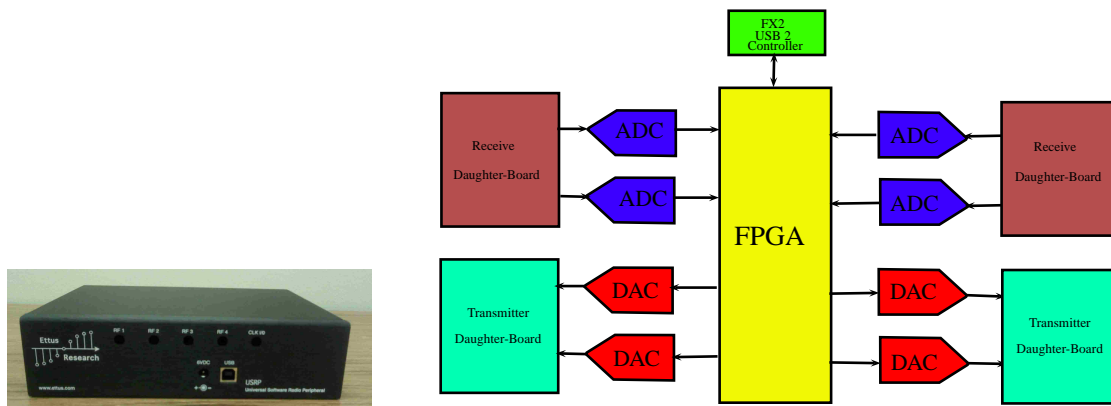 FX2
USB 2
Controller
Receive
Daughter-Board
ADC
ADC
FPGA
ADC
ADC
Receive
Daughter-Board
Transmitter
Daughter-Board
DAC
DAC
DAC
DAC
Transmitter
Daughter-Board
RF 1 RF 2 RF 3 RF 4 CLK I/O
Ettus
Research
6VDC USB
USRP
Universal Software Radio Peripheral
www.ettus.com